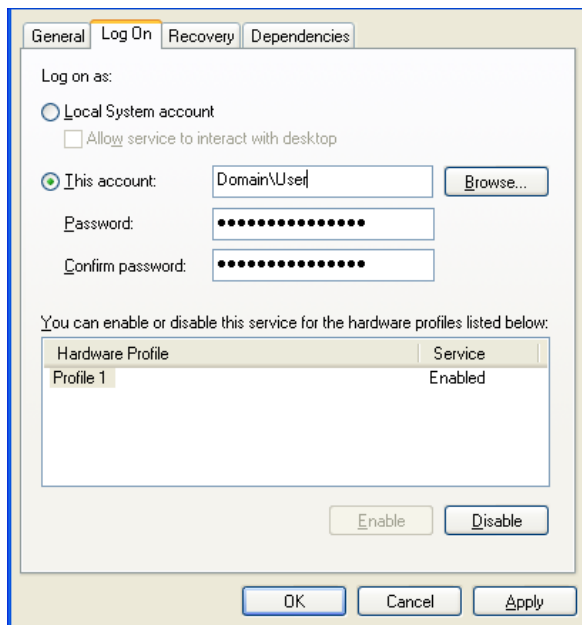 General Log On Recovery Dependencies
Log on as:
Local System account
Allow service to interact with desktop
This account: Domain\User Browse...
Password: ●●●●●●●●●●●●●●●
Confirm password: ●●●●●●●●●●●●●●●
You can enable or disable this service for the hardware profiles listed below:
Hardware Profile Service
Profile 1 Enabled
Enable Disable
OK Cancel Apply